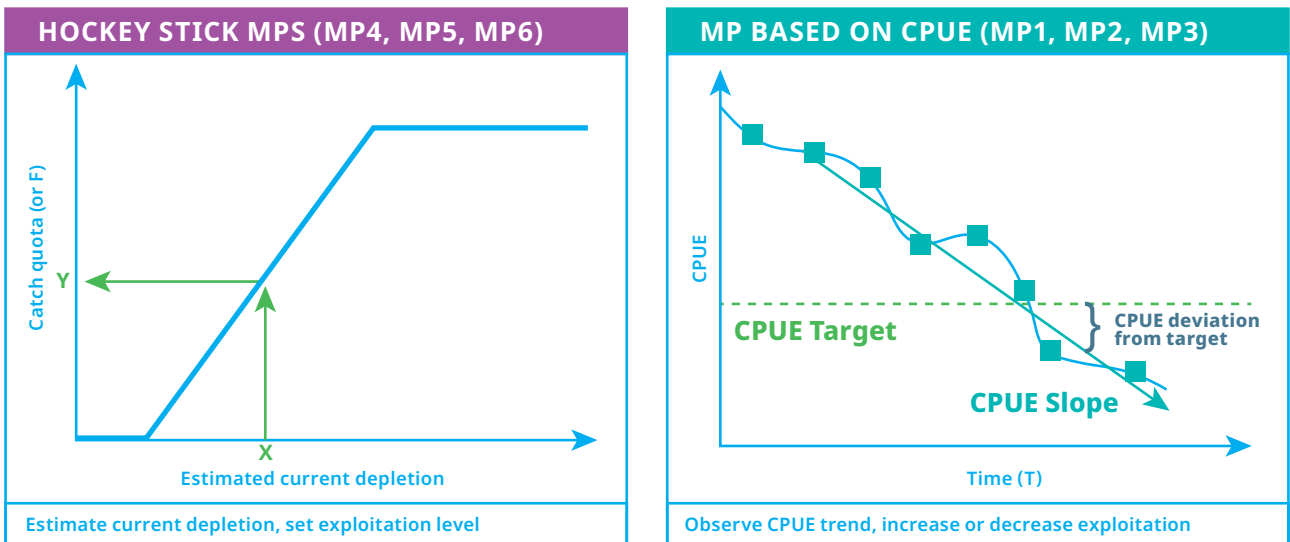 HOCKEY STICK MPS (MP4, MP5, MP6)
Catch quota (or F)
Y
X
Estimated current depletion
Estimate current depletion, set exploitation level
MP BASED ON CPUE (MP1, MP2, MP3)
CPUE
CPUE Target
CPUE deviation
from target
CPUE Slope
Time (T)
Observe CPUE trend, increase or decrease exploitation